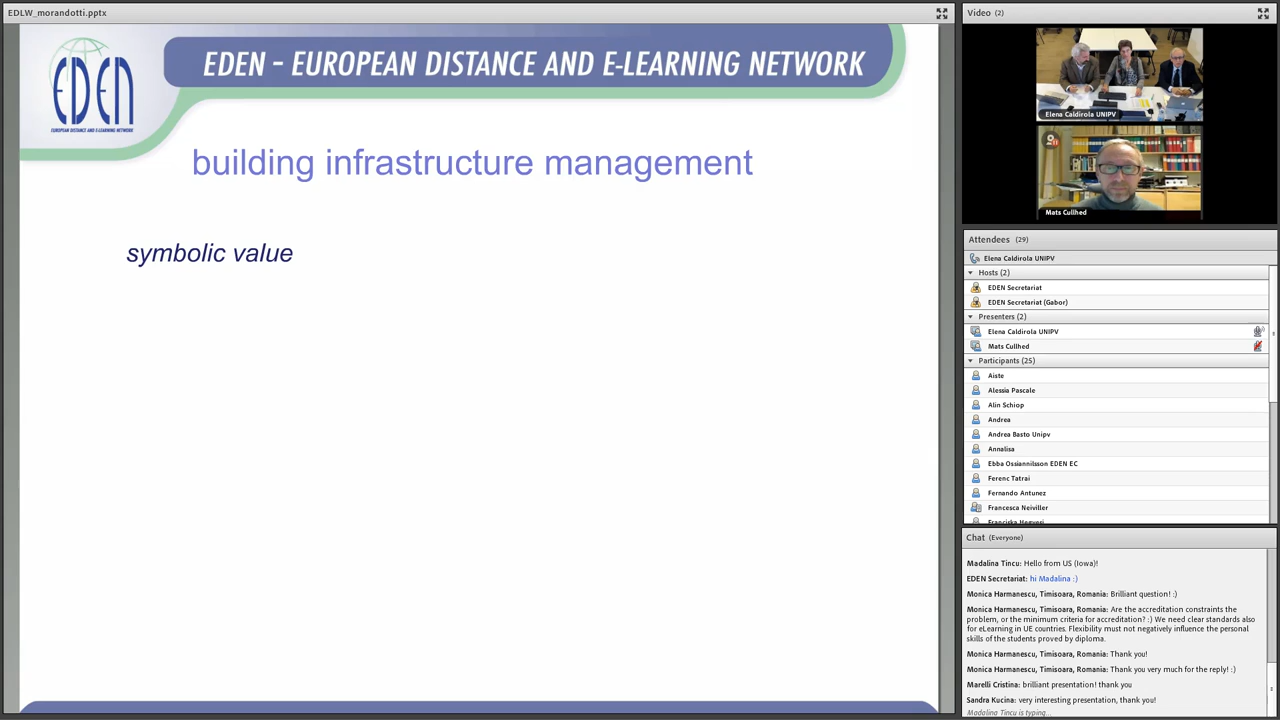 EDLW_morandotti.pptx
EDEN
EUROPEAN DISTANCE AND E-LEARNING NETWORK
EDEN – EUROPEAN DISTANCE AND E-LEARNING NETWORK
building infrastructure management
symbolic value
Video (2)
Elena Caldirola UNIPV
Mats Cullhed
Attendees (29)
Elena Caldirola UNIPV
Hosts (2)
EDEN Secretariat
EDEN Secretariat (Gabor)
Presenters (2)
Elena Caldirola UNIPV
Mats Cullhed
Participants (25)
Aiste
Alessia Pascale
Alin Schiop
Andrea
Andrea Basto Unipv
Annalisa
Ebba Ossiannilsson EDEN EC
Ferenc Tatrai
Fernando Antunez
Francesca Neiviller
Franciska Hegyesi
Chat (Everyone)
Madalina Tincu: Hello from US (Iowa)!
EDEN Secretariat: hi Madalina :)
Monica Harmanescu, Timisoara, Romania: Brilliant question! :)
Monica Harmanescu, Timisoara, Romania: Are the accreditation constraints the
problem, or the minimum criteria for accreditation? :) We need clear standards also
for eLearning in UE countries. Flexibility must not negatively influence the personal
skills of the students proved by diploma.
Monica Harmanescu, Timisoara, Romania: Thank you!
Monica Harmanescu, Timisoara, Romania: Thank you very much for the reply! :)
Marelli Cristina: brilliant presentation! thank you
Sandra Kucina: very interesting presentation, thank you!
Madalina Tincu is typing...